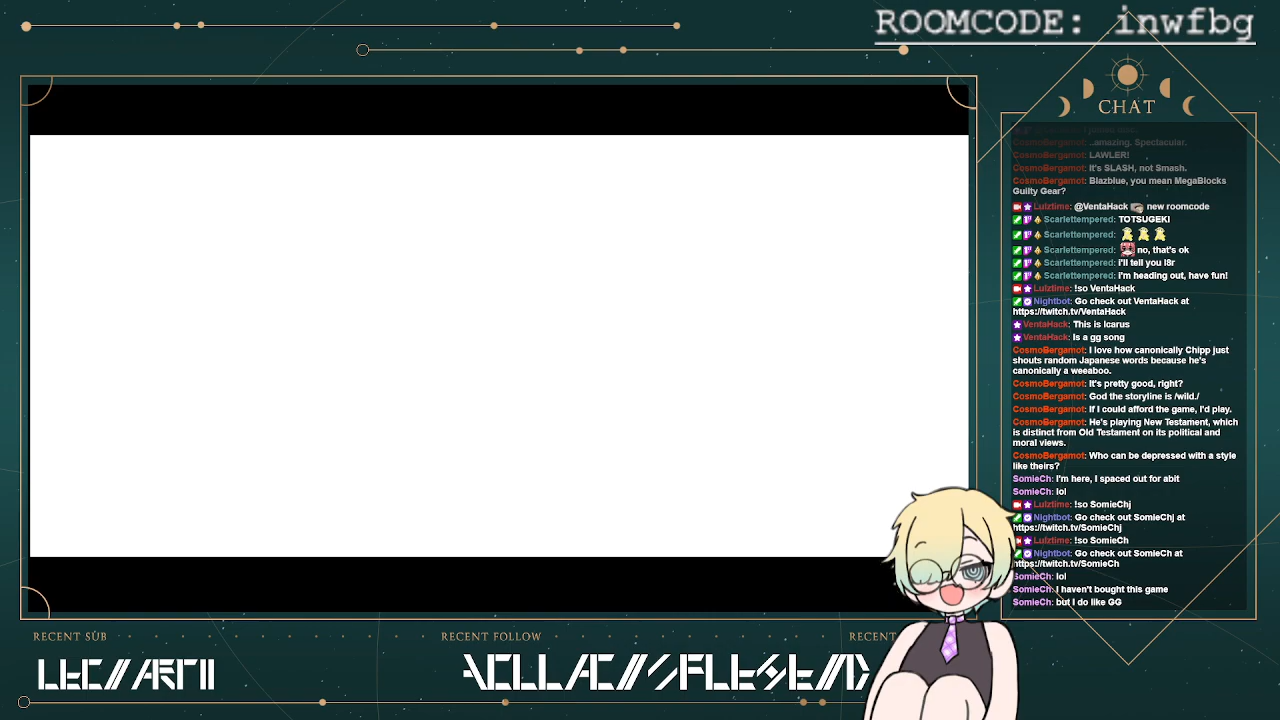 ROOMCODE: inwfbg
CHAT
CosmoBergamot: ..amazing. Spectacular.
CosmoBergamot: LAWLER!
CosmoBergamot: It's SLASH, not Smash.
CosmoBergamot: Blazblue, you mean MegaBlocks
Guilty Gear?
Lulztime: @VentaHack new roomcode
Scarlettempered: TOTSUGEKI
Scarlettempered:
Scarlettempered: no, that's ok
Scarlettempered: i'll tell you l8r
Scarlettempered: i'm heading out, have fun!
Lulztime: !so VentaHack
Nightbot: Go check out VentaHack at
https://twitch.tv/VentaHack
VentaHack: This is Icarus
VentaHack: Is a gg song
CosmoBergamot: I love how canonically Chipp just
shouts random Japanese words because he's
canonically a weeaboo.
CosmoBergamot: It's pretty good, right?
CosmoBergamot: God the storyline is /wild./
CosmoBergamot: If I could afford the game, I'd play.
CosmoBergamot: He's playing New Testament, which
is distinct from Old Testament on its political and
moral views.
CosmoBergamot: Who can be depressed with a style
like theirs?
SomieCh: I'm here, I spaced out for abit
SomieCh: lol
Lulztime: !so SomieChj
Nightbot: Go check out SomieChj at
https://twitch.tv/SomieChj
Lulztime: !so SomieCh
Nightbot: Go check out SomieCh at
https://twitch.tv/SomieCh
SomieCh: lol
SomieCh: I haven't bought this game
SomieCh: but I do like GG
RECENT SUB
RECENT FOLLOW
RECENT